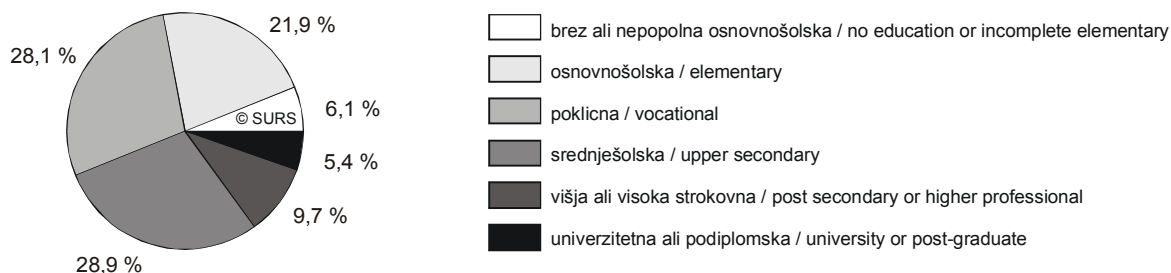 21,9 %
28,1 %
6,1 %
© SURS
5,4 %
9,7 %
28,9 %
brez ali nepopolna osnovnošolska / no education or incomplete elementary
osnovnošolska / elementary
poklicna / vocational
srednješolska / upper secondary
višja ali visoka strokovna / post secondary or higher professional
univerzitetna ali podiplomska / university or post-graduate